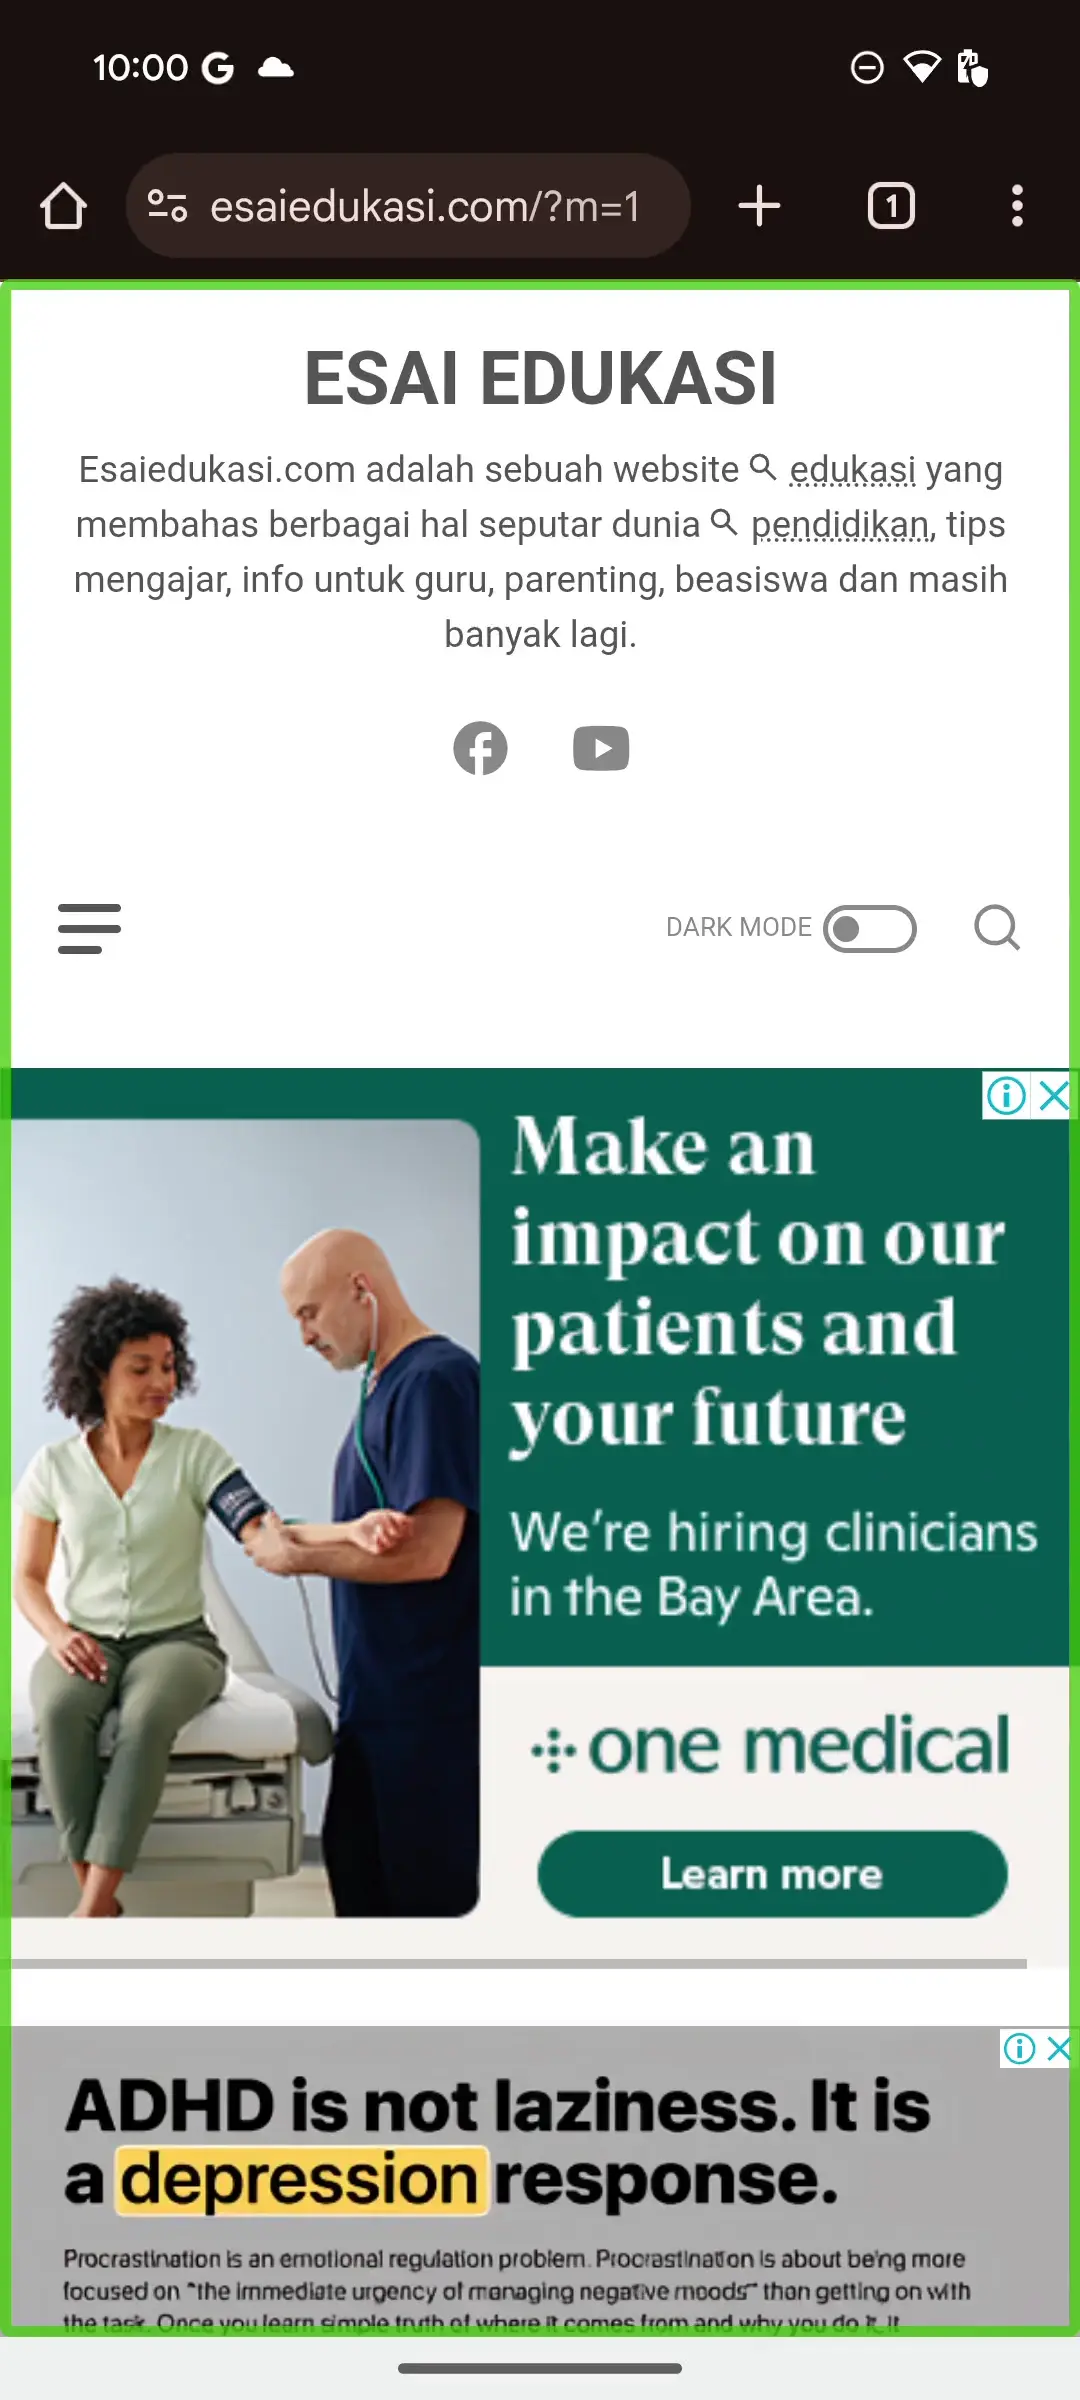 10:00
esaiedukasi.com/?m=1
1
ESAI EDUKASI
Esaiedukasi.com adalah sebuah website edukasi yang
membahas berbagai hal seputar dunia pendidikan, tips
mengajar, info untuk guru, parenting, beasiswa dan masih
banyak lagi.
DARK MODE
Make an
impact on our
patients and
your future
We're hiring clinicians
in the Bay Area.
one medical
Learn more
ADHD is not laziness. It is
a depression response.
Procrastination is an emotional regulation problem. Procrastination is about being more
focused on "the immediate urgency of managing negative moods" than getting on with
the task. Once you learn simple truth of where it comes from and why you do it, it